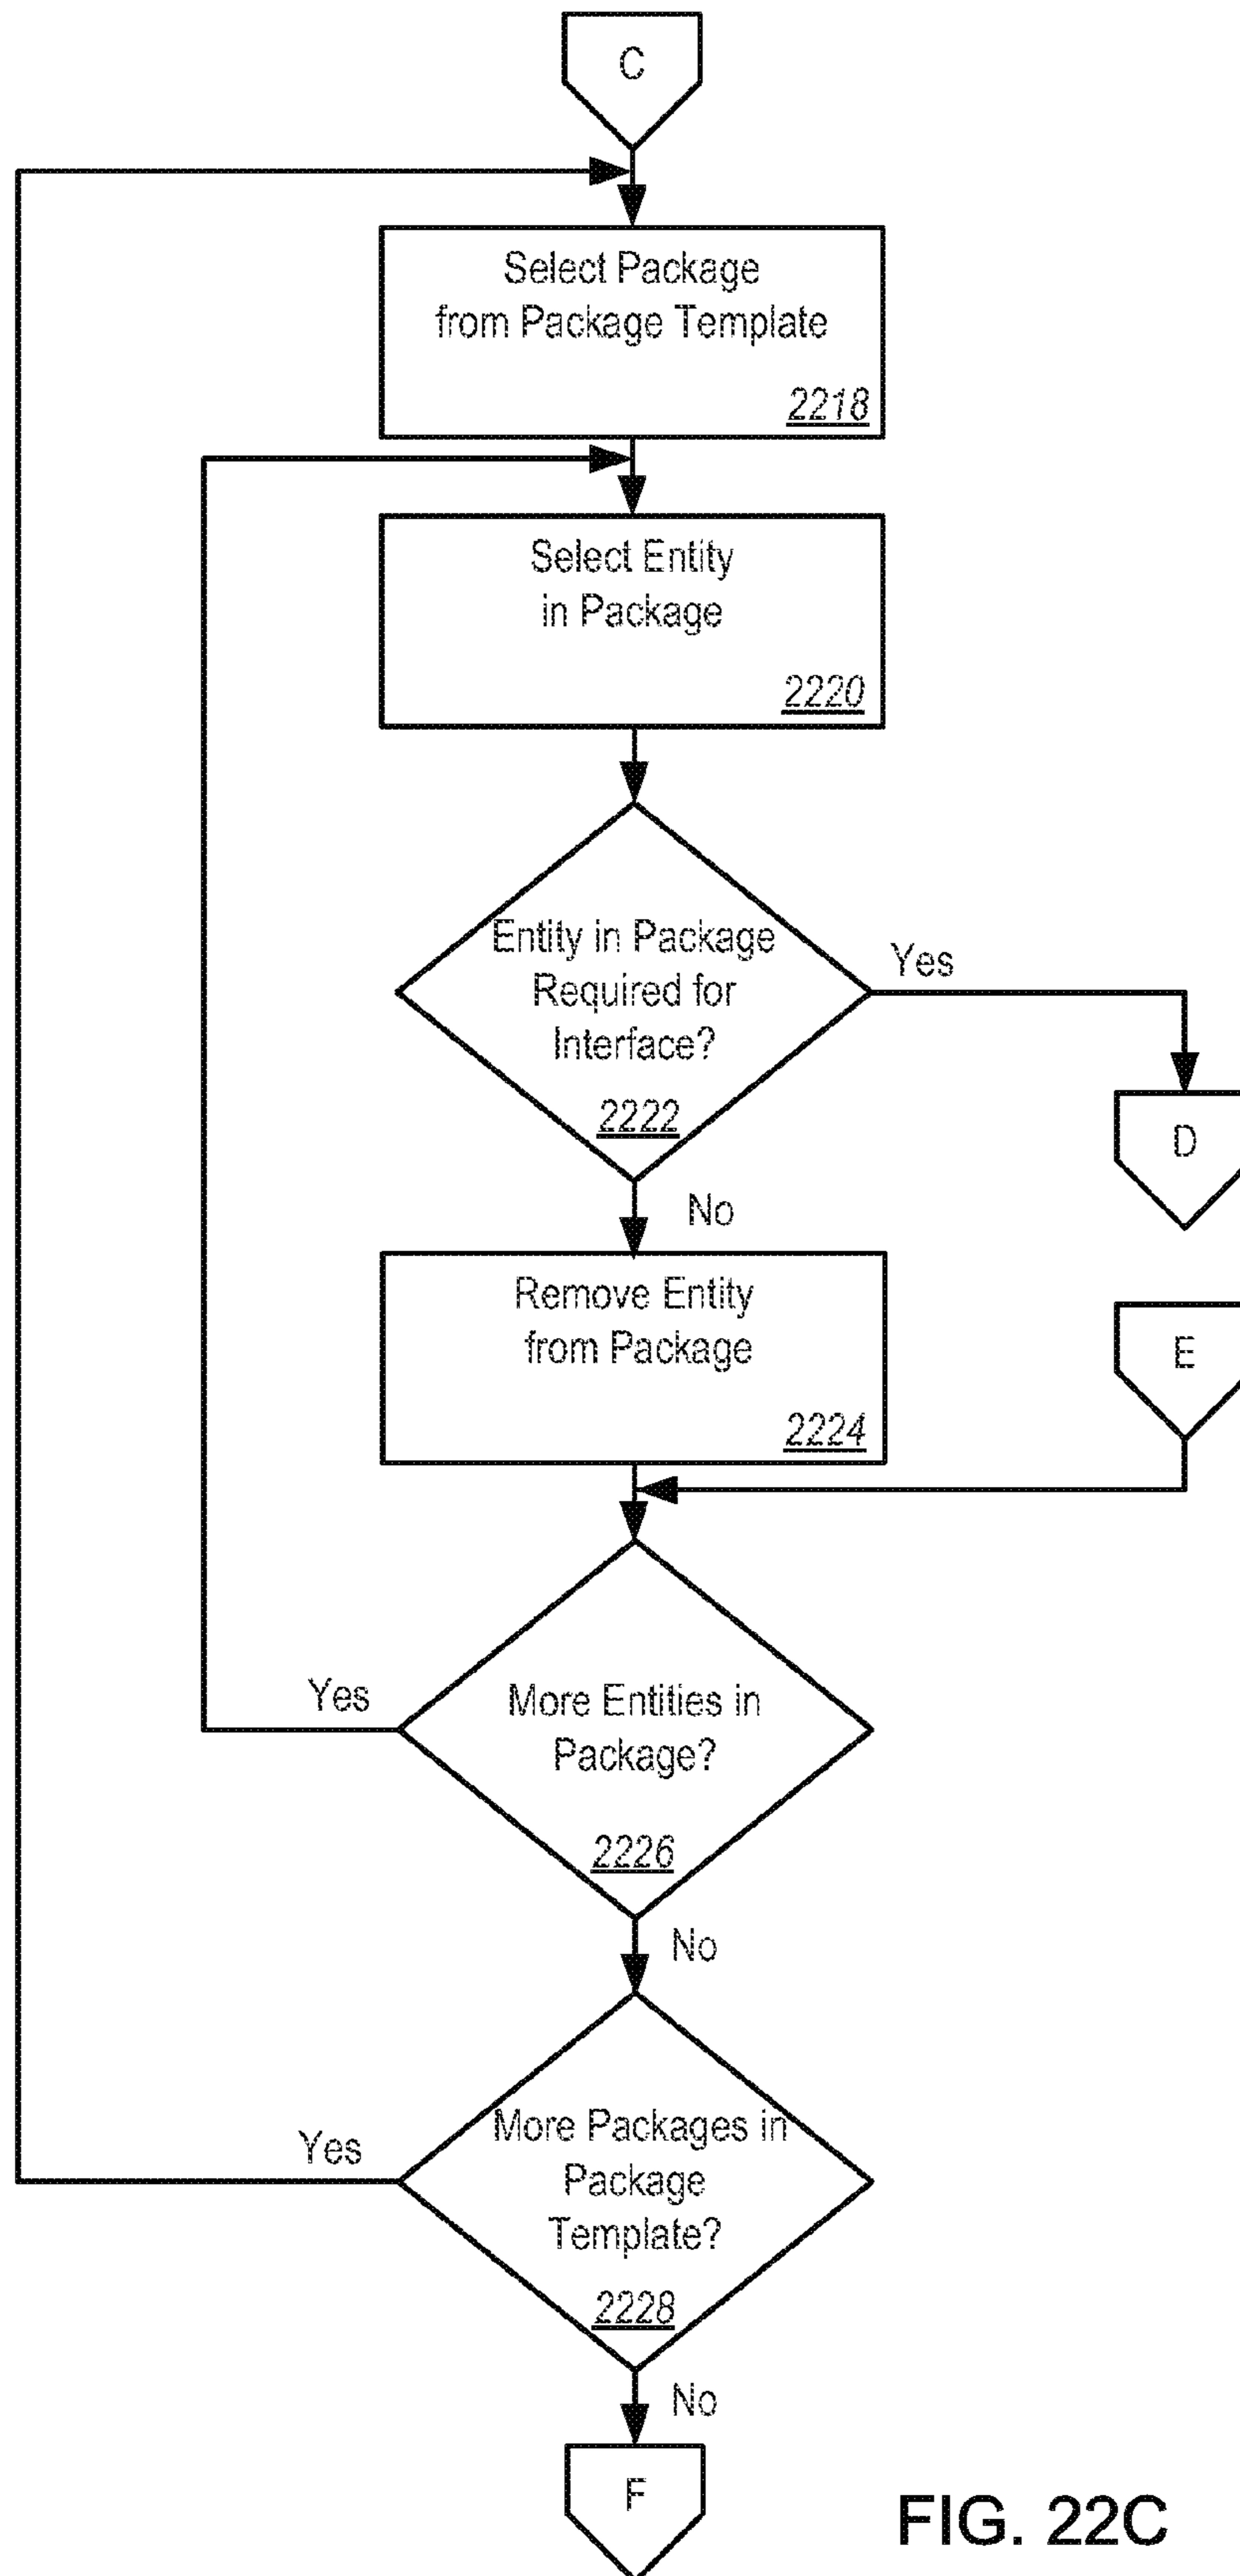 C
Select Package
from Package Template
2218
Select Entity
in Package
2220
Entity in Package
Required for
Interface?
2222
Yes
D
No
Remove Entity
from Package
2224
E
More Entities in
Package?
2226
Yes
No
More Packages in
Package
Template?
2228
Yes
No
F
FIG. 22C